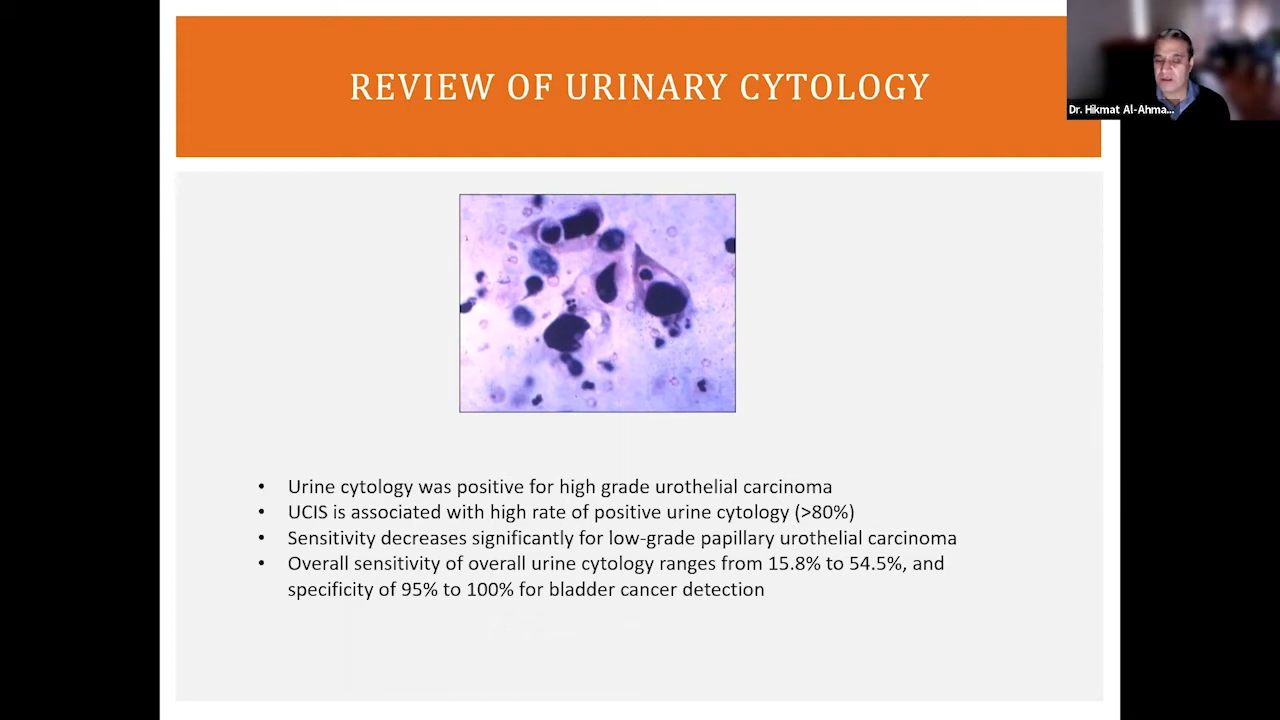 REVIEW OF URINARY CYTOLOGY
Dr. Hikmat Al-Ahma...
• Urine cytology was positive for high grade urothelial carcinoma
• UCIS is associated with high rate of positive urine cytology (>80%)
• Sensitivity decreases significantly for low-grade papillary urothelial carcinoma
• Overall sensitivity of overall urine cytology ranges from 15.8% to 54.5%, and
specificity of 95% to 100% for bladder cancer detection